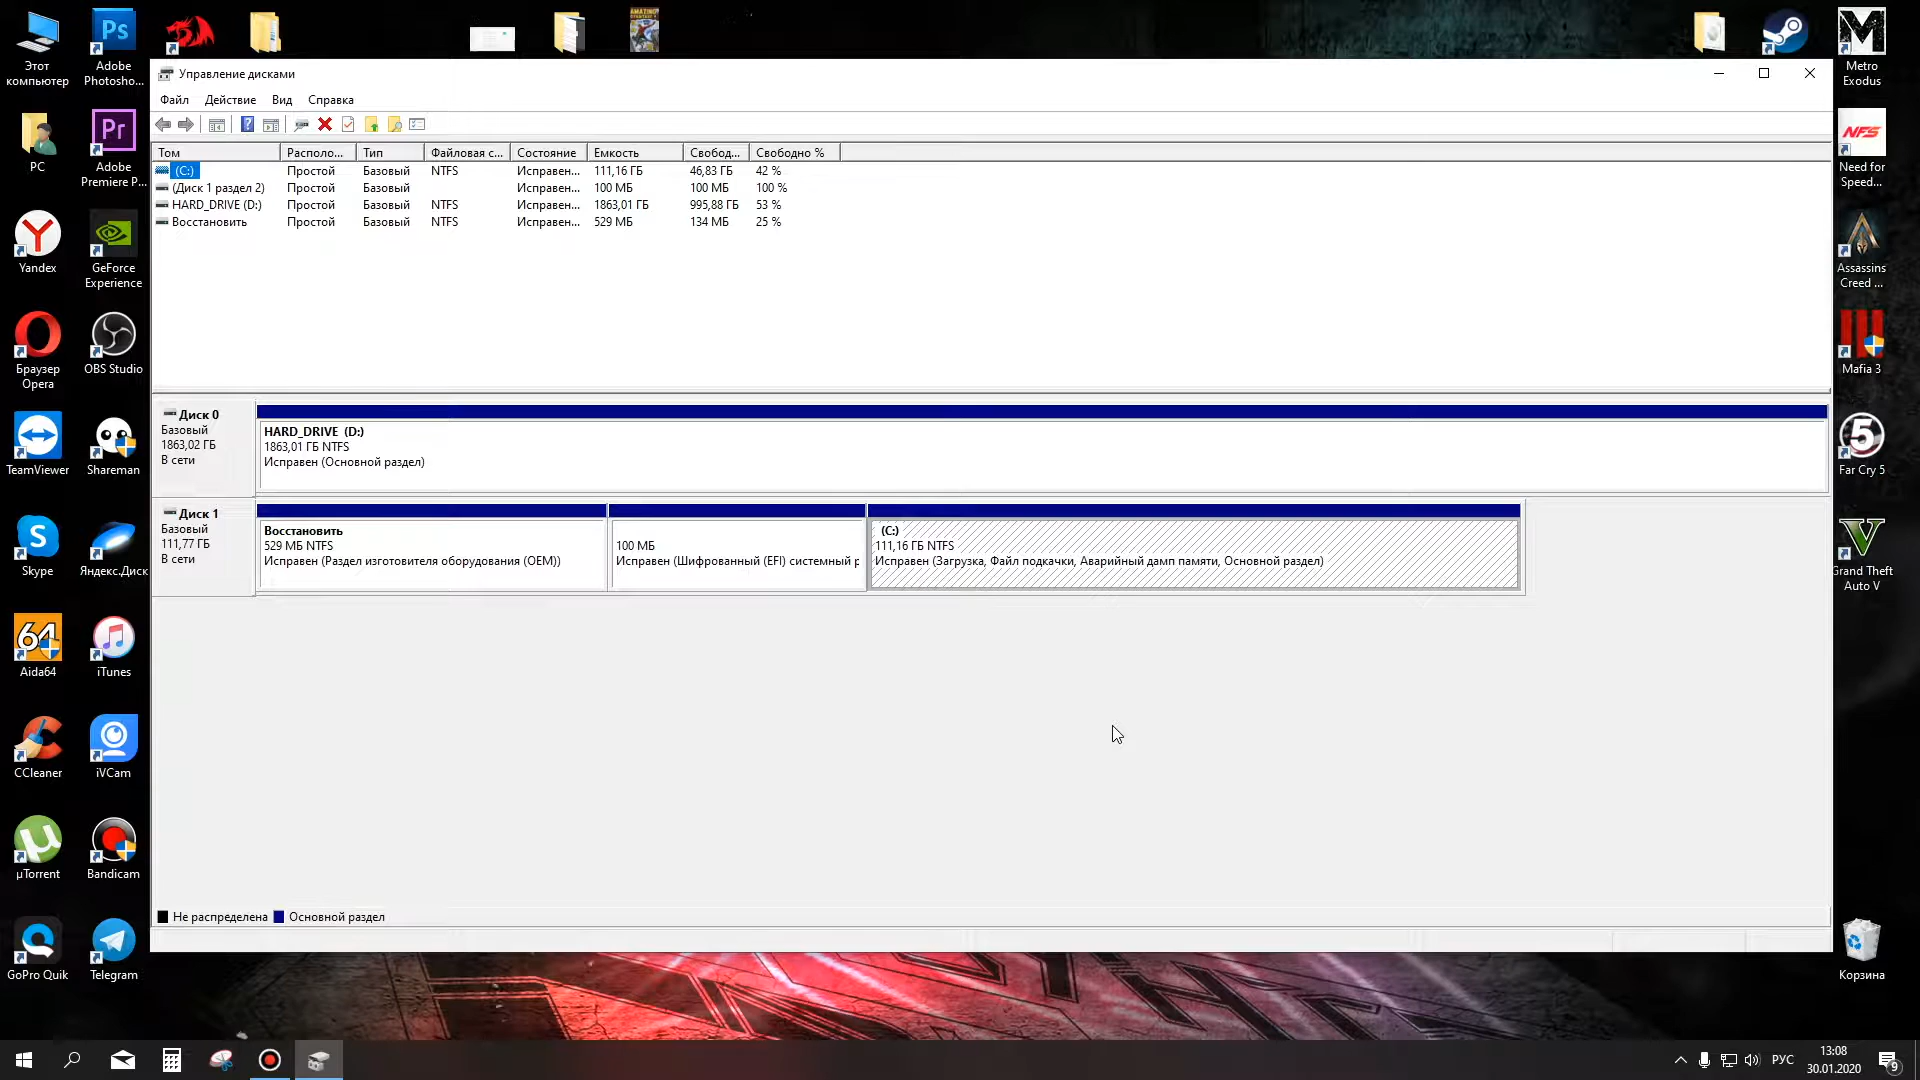 Этот
компьютер
Adobe
Photosho...
Metro
Exodus
PC
Adobe
Premiere P...
NFS
Need for
Speed...
Yandex
GeForce
Experience
Assassins
Creed ...
Браузер
Opera
OBS Studio
Mafia 3
TeamViewer
Shareman
Far Cry 5
Skype
Яндекс.Диск
Grand Theft
Auto V
Aida64
iTunes
CCleaner
iVCam
µTorrent
Bandicam
GoPro Quik
Telegram
Корзина
Управление дисками
Файл Действие Вид Справка
Том Располо... Тип Файловая с... Состояние Емкость Свобод... Свободно %
(C:) Простой Базовый NTFS Исправен... 111,16 ГБ 46,83 ГБ 42 %
(Диск 1 раздел 2) Простой Базовый Исправен... 100 МБ 100 МБ 100 %
HARD_DRIVE (D:) Простой Базовый NTFS Исправен... 1863,01 ГБ 995,88 ГБ 53 %
Восстановить Простой Базовый NTFS Исправен... 529 МБ 134 МБ 25 %
Диск 0
Базовый
1863,02 ГБ
В сети
HARD_DRIVE (D:)
1863,01 ГБ NTFS
Исправен (Основной раздел)
Диск 1
Базовый
111,77 ГБ
В сети
Восстановить
529 МБ NTFS
Исправен (Раздел изготовителя оборудования (OEM))
100 МБ
Исправен (Шифрованный (EFI) системный р
(C:)
111,16 ГБ NTFS
Исправен (Загрузка, Файл подкачки, Аварийный дамп памяти, Основной раздел)
Не распределена Основной раздел
РУС
13:08
30.01.2020
9